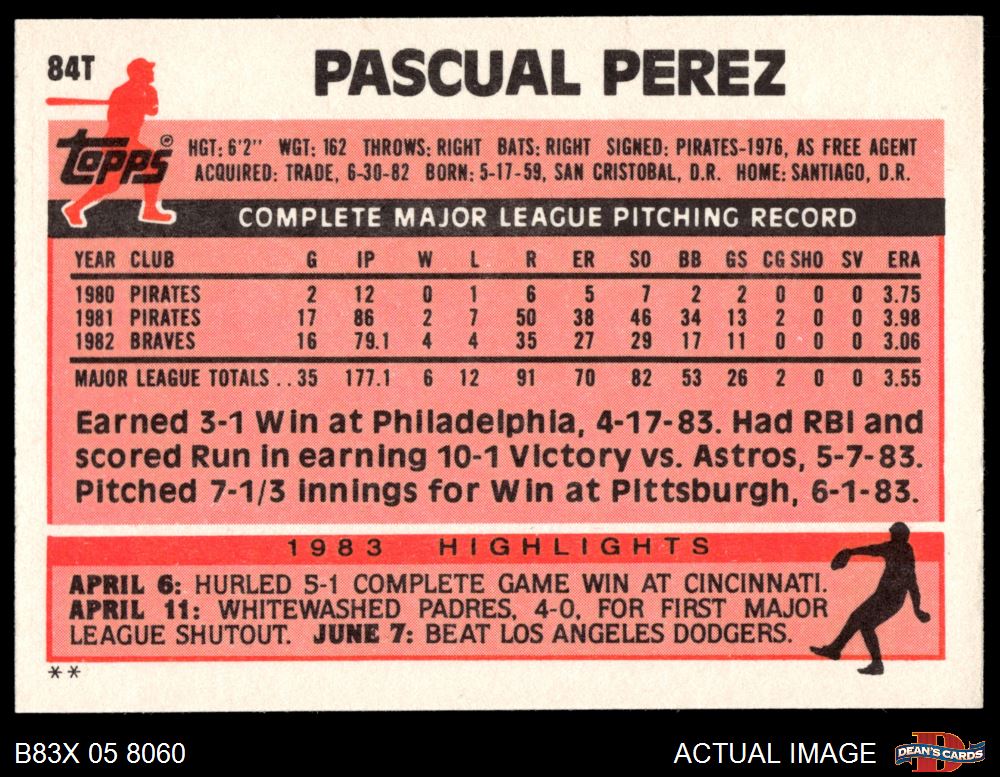 84T
PASCUAL PEREZ
topps®
HGT: 6'2'' WGT: 162 THROWS: RIGHT BATS: RIGHT SIGNED: PIRATES-1976, AS FREE AGENT
ACQUIRED: TRADE, 6-30-82 BORN: 5-17-59, SAN CRISTOBAL, D.R. HOME: SANTIAGO, D.R.
COMPLETE MAJOR LEAGUE PITCHING RECORD
YEAR CLUB G IP W L R ER SO BB GS CG SHO SV ERA
1980 PIRATES 2 12 0 1 6 5 7 2 2 0 0 0 3.75
1981 PIRATES 17 86 2 7 50 38 46 34 13 2 0 0 3.98
1982 BRAVES 16 79.1 4 4 35 27 29 17 11 0 0 0 3.06
MAJOR LEAGUE TOTALS . . 35 177.1 6 12 91 70 82 53 26 2 0 0 3.55
Earned 3-1 Win at Philadelphia, 4-17-83. Had RBI and
scored Run in earning 10-1 Victory vs. Astros, 5-7-83.
Pitched 7-1/3 innings for Win at Pittsburgh, 6-1-83.
1983 HIGHLIGHTS
APRIL 6: HURLED 5-1 COMPLETE GAME WIN AT CINCINNATI.
APRIL 11: WHITEWASHED PADRES, 4-0, FOR FIRST MAJOR
LEAGUE SHUTOUT. JUNE 7: BEAT LOS ANGELES DODGERS.
**
B83X 05 8060
ACTUAL IMAGE
D
DEAN'S CARDS